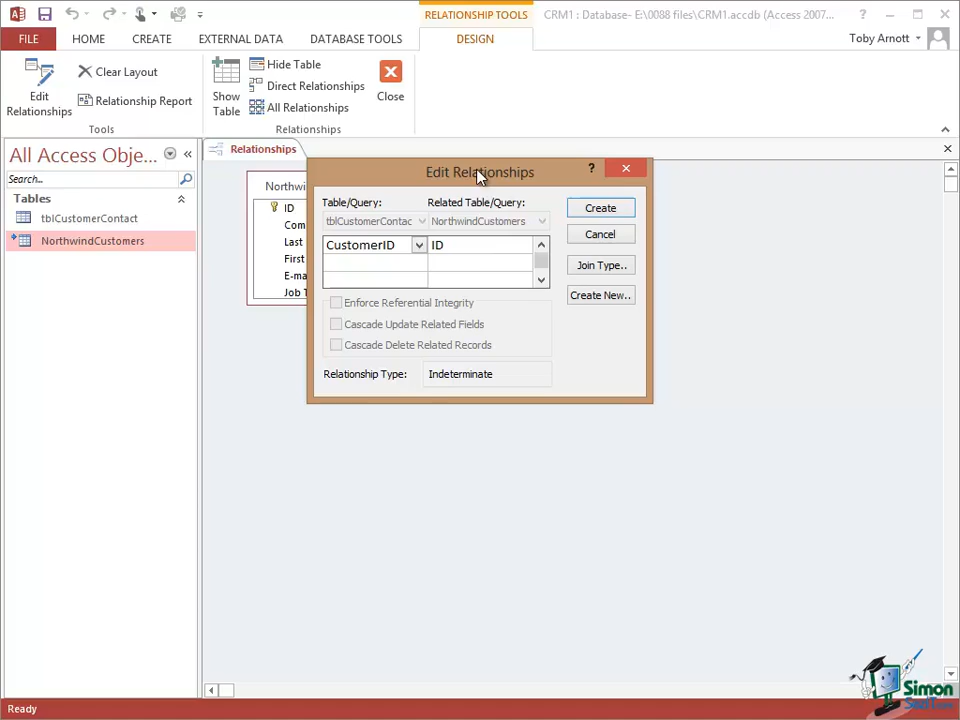 RELATIONSHIP TOOLS
CRM1 : Database- E:\0088 files\CRM1.accdb (Access 2007...
?
FILE
HOME
CREATE
EXTERNAL DATA
DATABASE TOOLS
DESIGN
Toby Arnott
Edit
Relationships
Clear Layout
Relationship Report
Tools
Show
Table
Hide Table
Direct Relationships
All Relationships
Relationships
Close
All Access Obje...
Search...
Tables
tblCustomerContact
NorthwindCustomers
Relationships
Northwi
ID
Com
Last
First
E-ma
Job T
Edit Relationships
?
Table/Query:
Related Table/Query:
tblCustomerContac
NorthwindCustomers
CustomerID
ID
Enforce Referential Integrity
Cascade Update Related Fields
Cascade Delete Related Records
Relationship Type:
Indeterminate
Create
Cancel
Join Type..
Create New..
Ready
Simon
SezIT.com